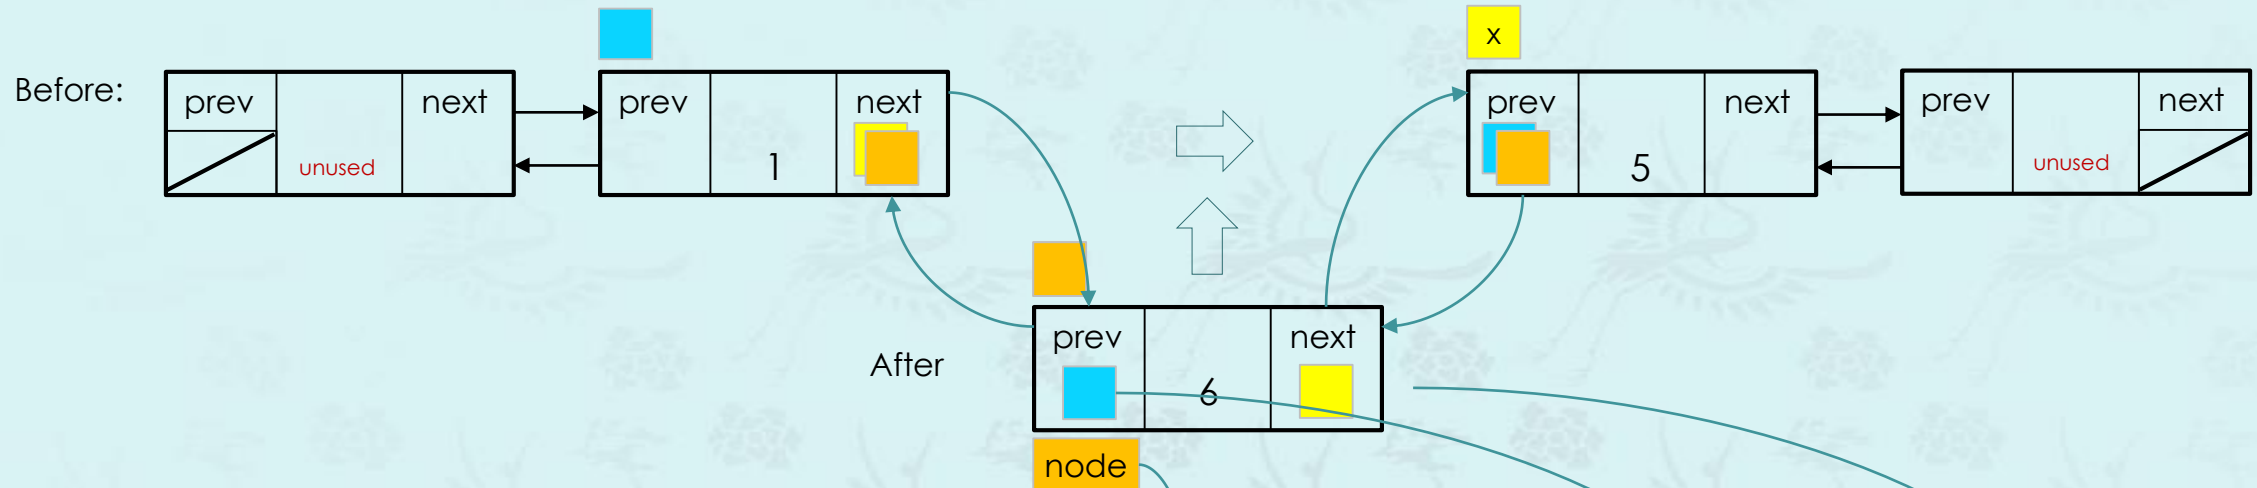 x
Before:
prev unused next
prev 1 next
prev 5 next
prev unused next
After
prev 6 next
node